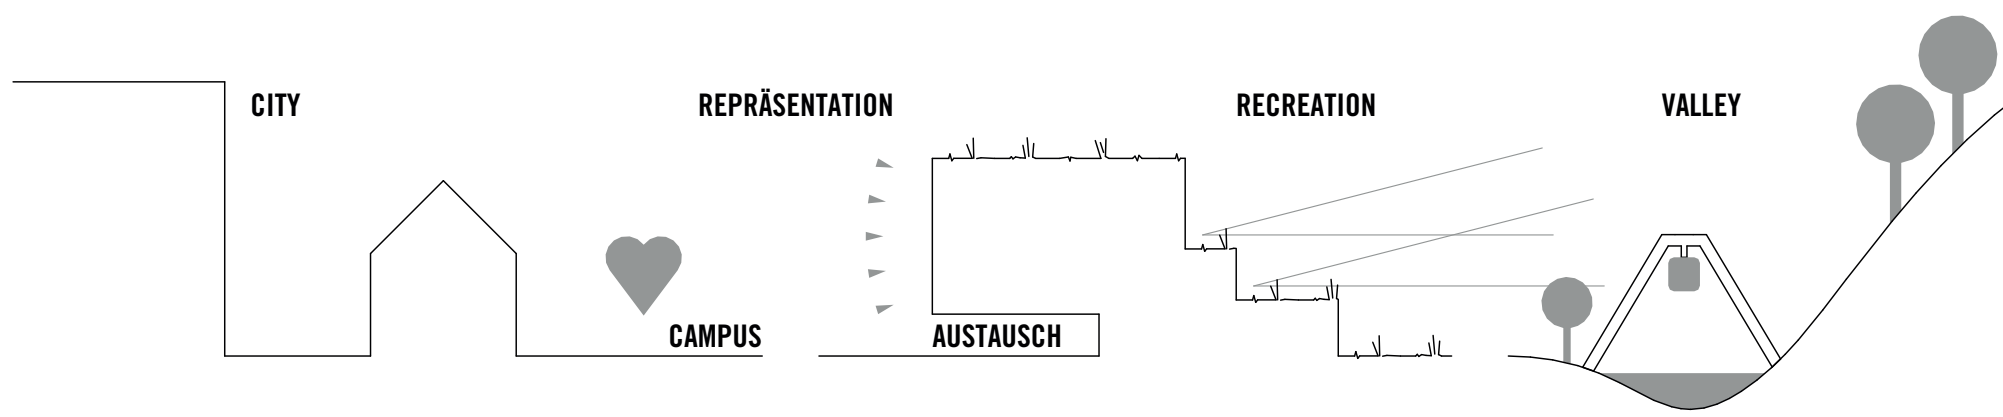 CITY
REPRÄSENTATION
RECREATION
VALLEY
CAMPUS
AUSTAUSCH